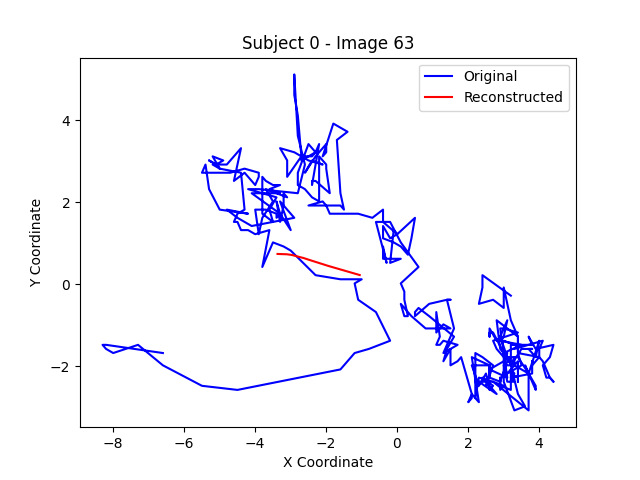 Subject 0 - Image 63
Original
Reconstructed
Y Coordinate
4
2
0
−2
−8
−6
−4
−2
0
2
4
X Coordinate